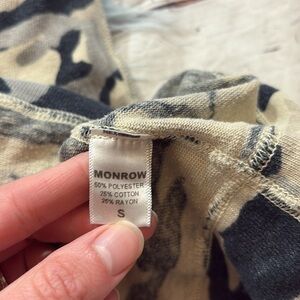 MONROW
50% POLYESTER
25% COTTON
25% RAYON
S